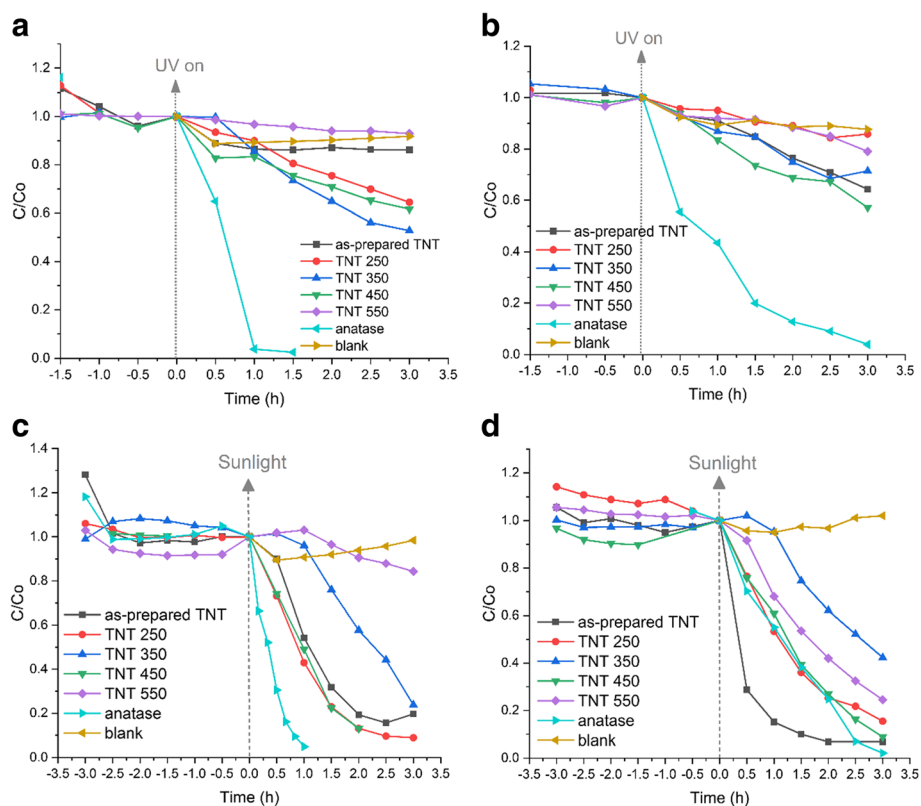 a
UV on
C/Co
1.2
1.0
0.8
0.6
0.4
0.2
0.0
as-prepared TNT
TNT 250
TNT 350
TNT 450
TNT 550
anatase
blank
-1.5 -1.0 -0.5 0.0 0.5 1.0 1.5 2.0 2.5 3.0 3.5
Time (h)
b
UV on
C/Co
1.2
1.0
0.8
0.6
0.4
0.2
0.0
as-prepared TNT
TNT 250
TNT 350
TNT 450
TNT 550
anatase
blank
-1.5 -1.0 -0.5 0.0 0.5 1.0 1.5 2.0 2.5 3.0 3.5
Time (h)
c
Sunlight
C/Co
1.4
1.2
1.0
0.8
0.6
0.4
0.2
0.0
as-prepared TNT
TNT 250
TNT 350
TNT 450
TNT 550
anatase
blank
-3.5 -3.0 -2.5 -2.0 -1.5 -1.0 -0.5 0.0 0.5 1.0 1.5 2.0 2.5 3.0 3.5
Time (h)
d
Sunlight
C/Co
1.2
1.0
0.8
0.6
0.4
0.2
0.0
as-prepared TNT
TNT 250
TNT 350
TNT 450
TNT 550
anatase
blank
-3.5 -3.0 -2.5 -2.0 -1.5 -1.0 -0.5 0.0 0.5 1.0 1.5 2.0 2.5 3.0 3.5
Time (h)